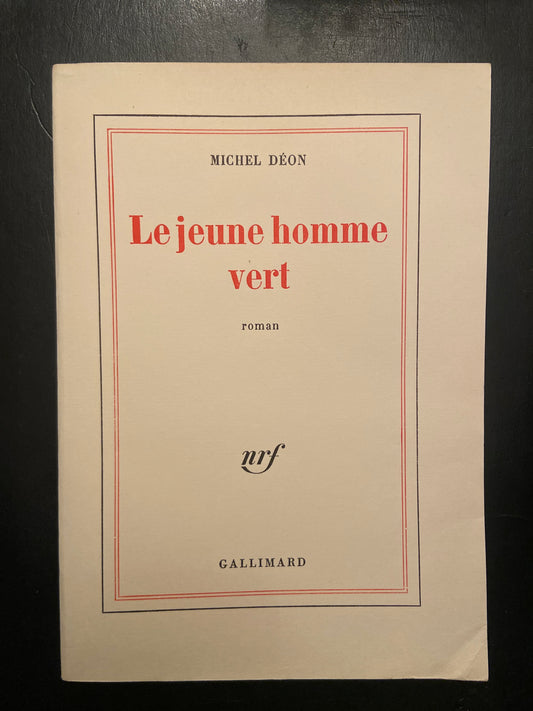 MICHEL DÉON
Le jeune homme
vert
roman
nrf
GALLIMARD